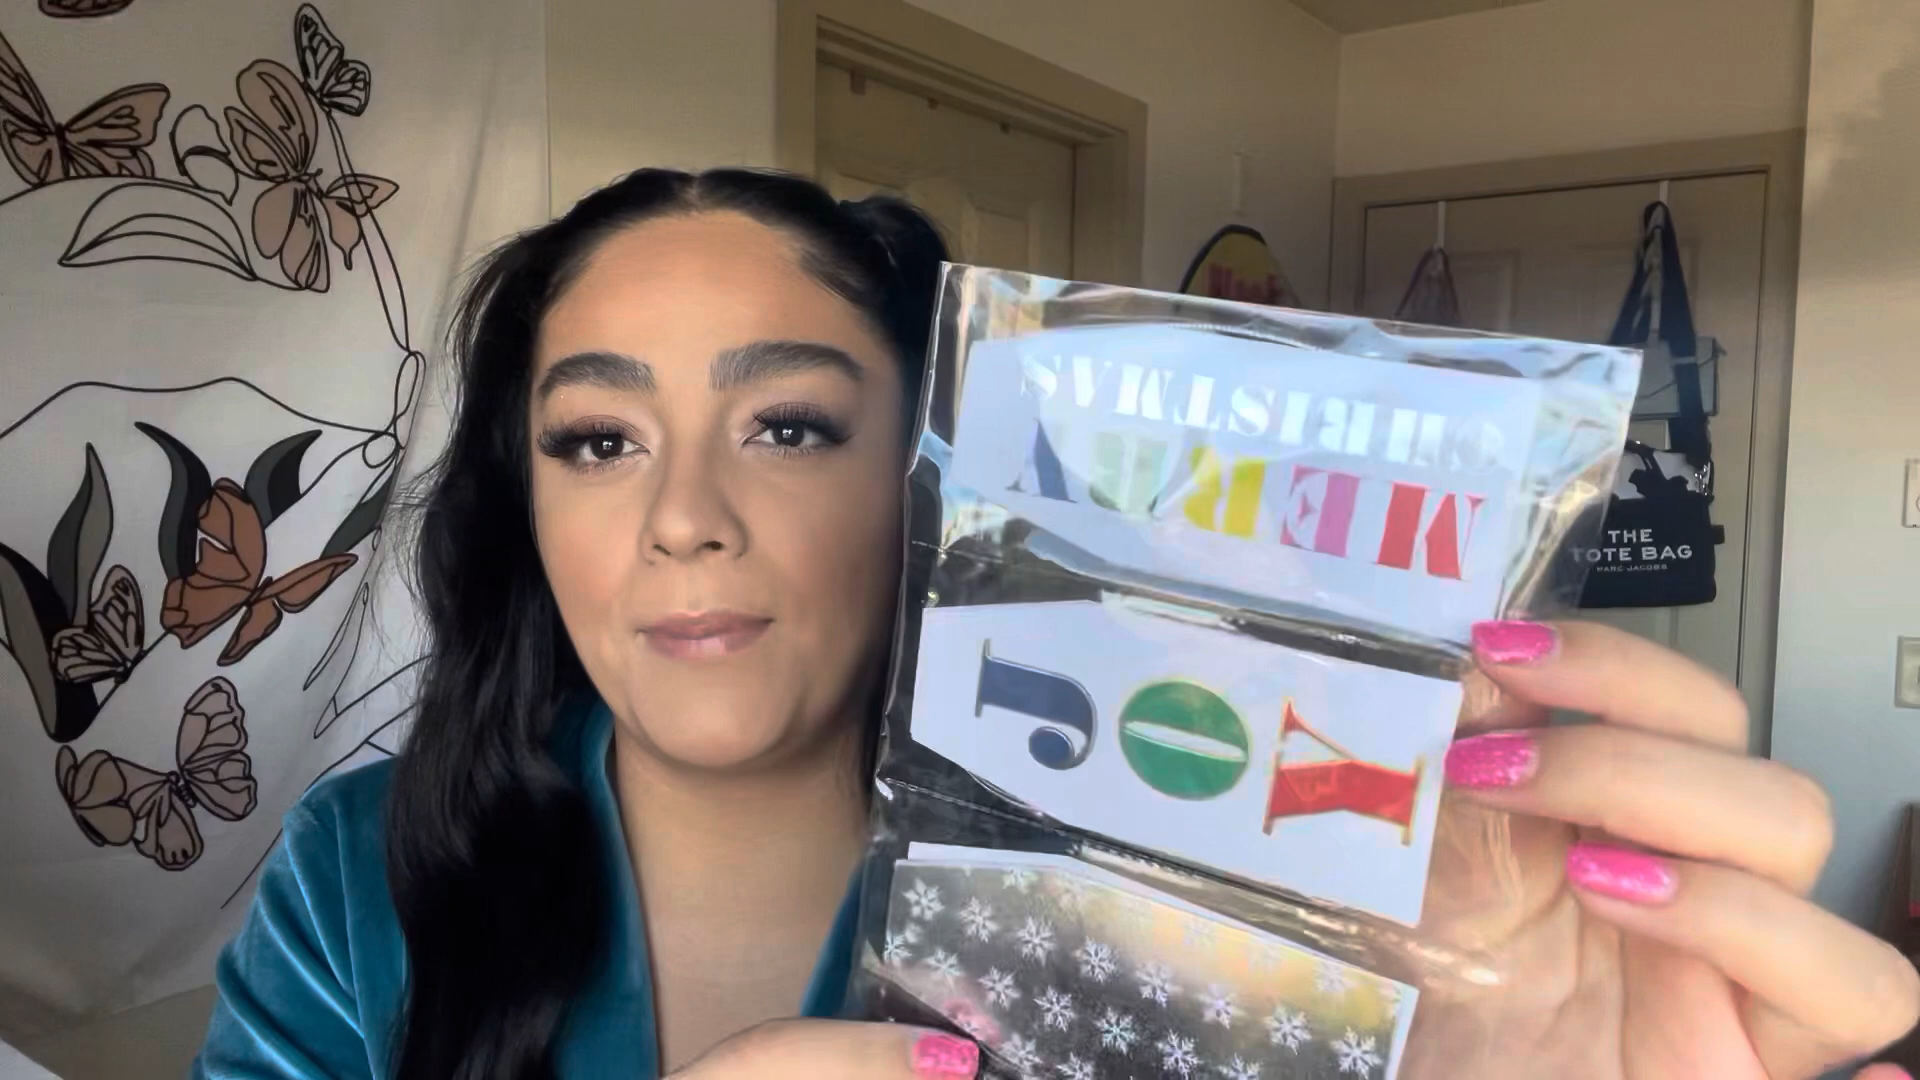 MERRY
CHRISTMAS
JOY
THE
TOTE BAG
MARC JACOBS